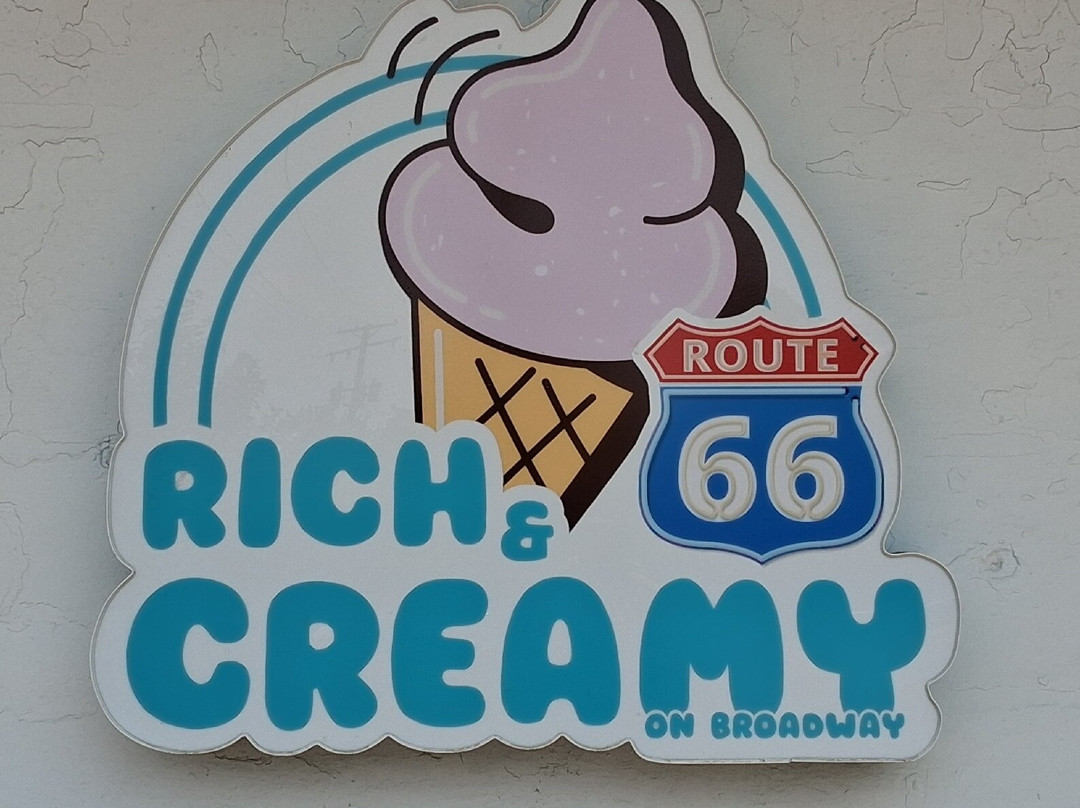 ROUTE
66
RICH &
CREAMY
ON BROADWAY